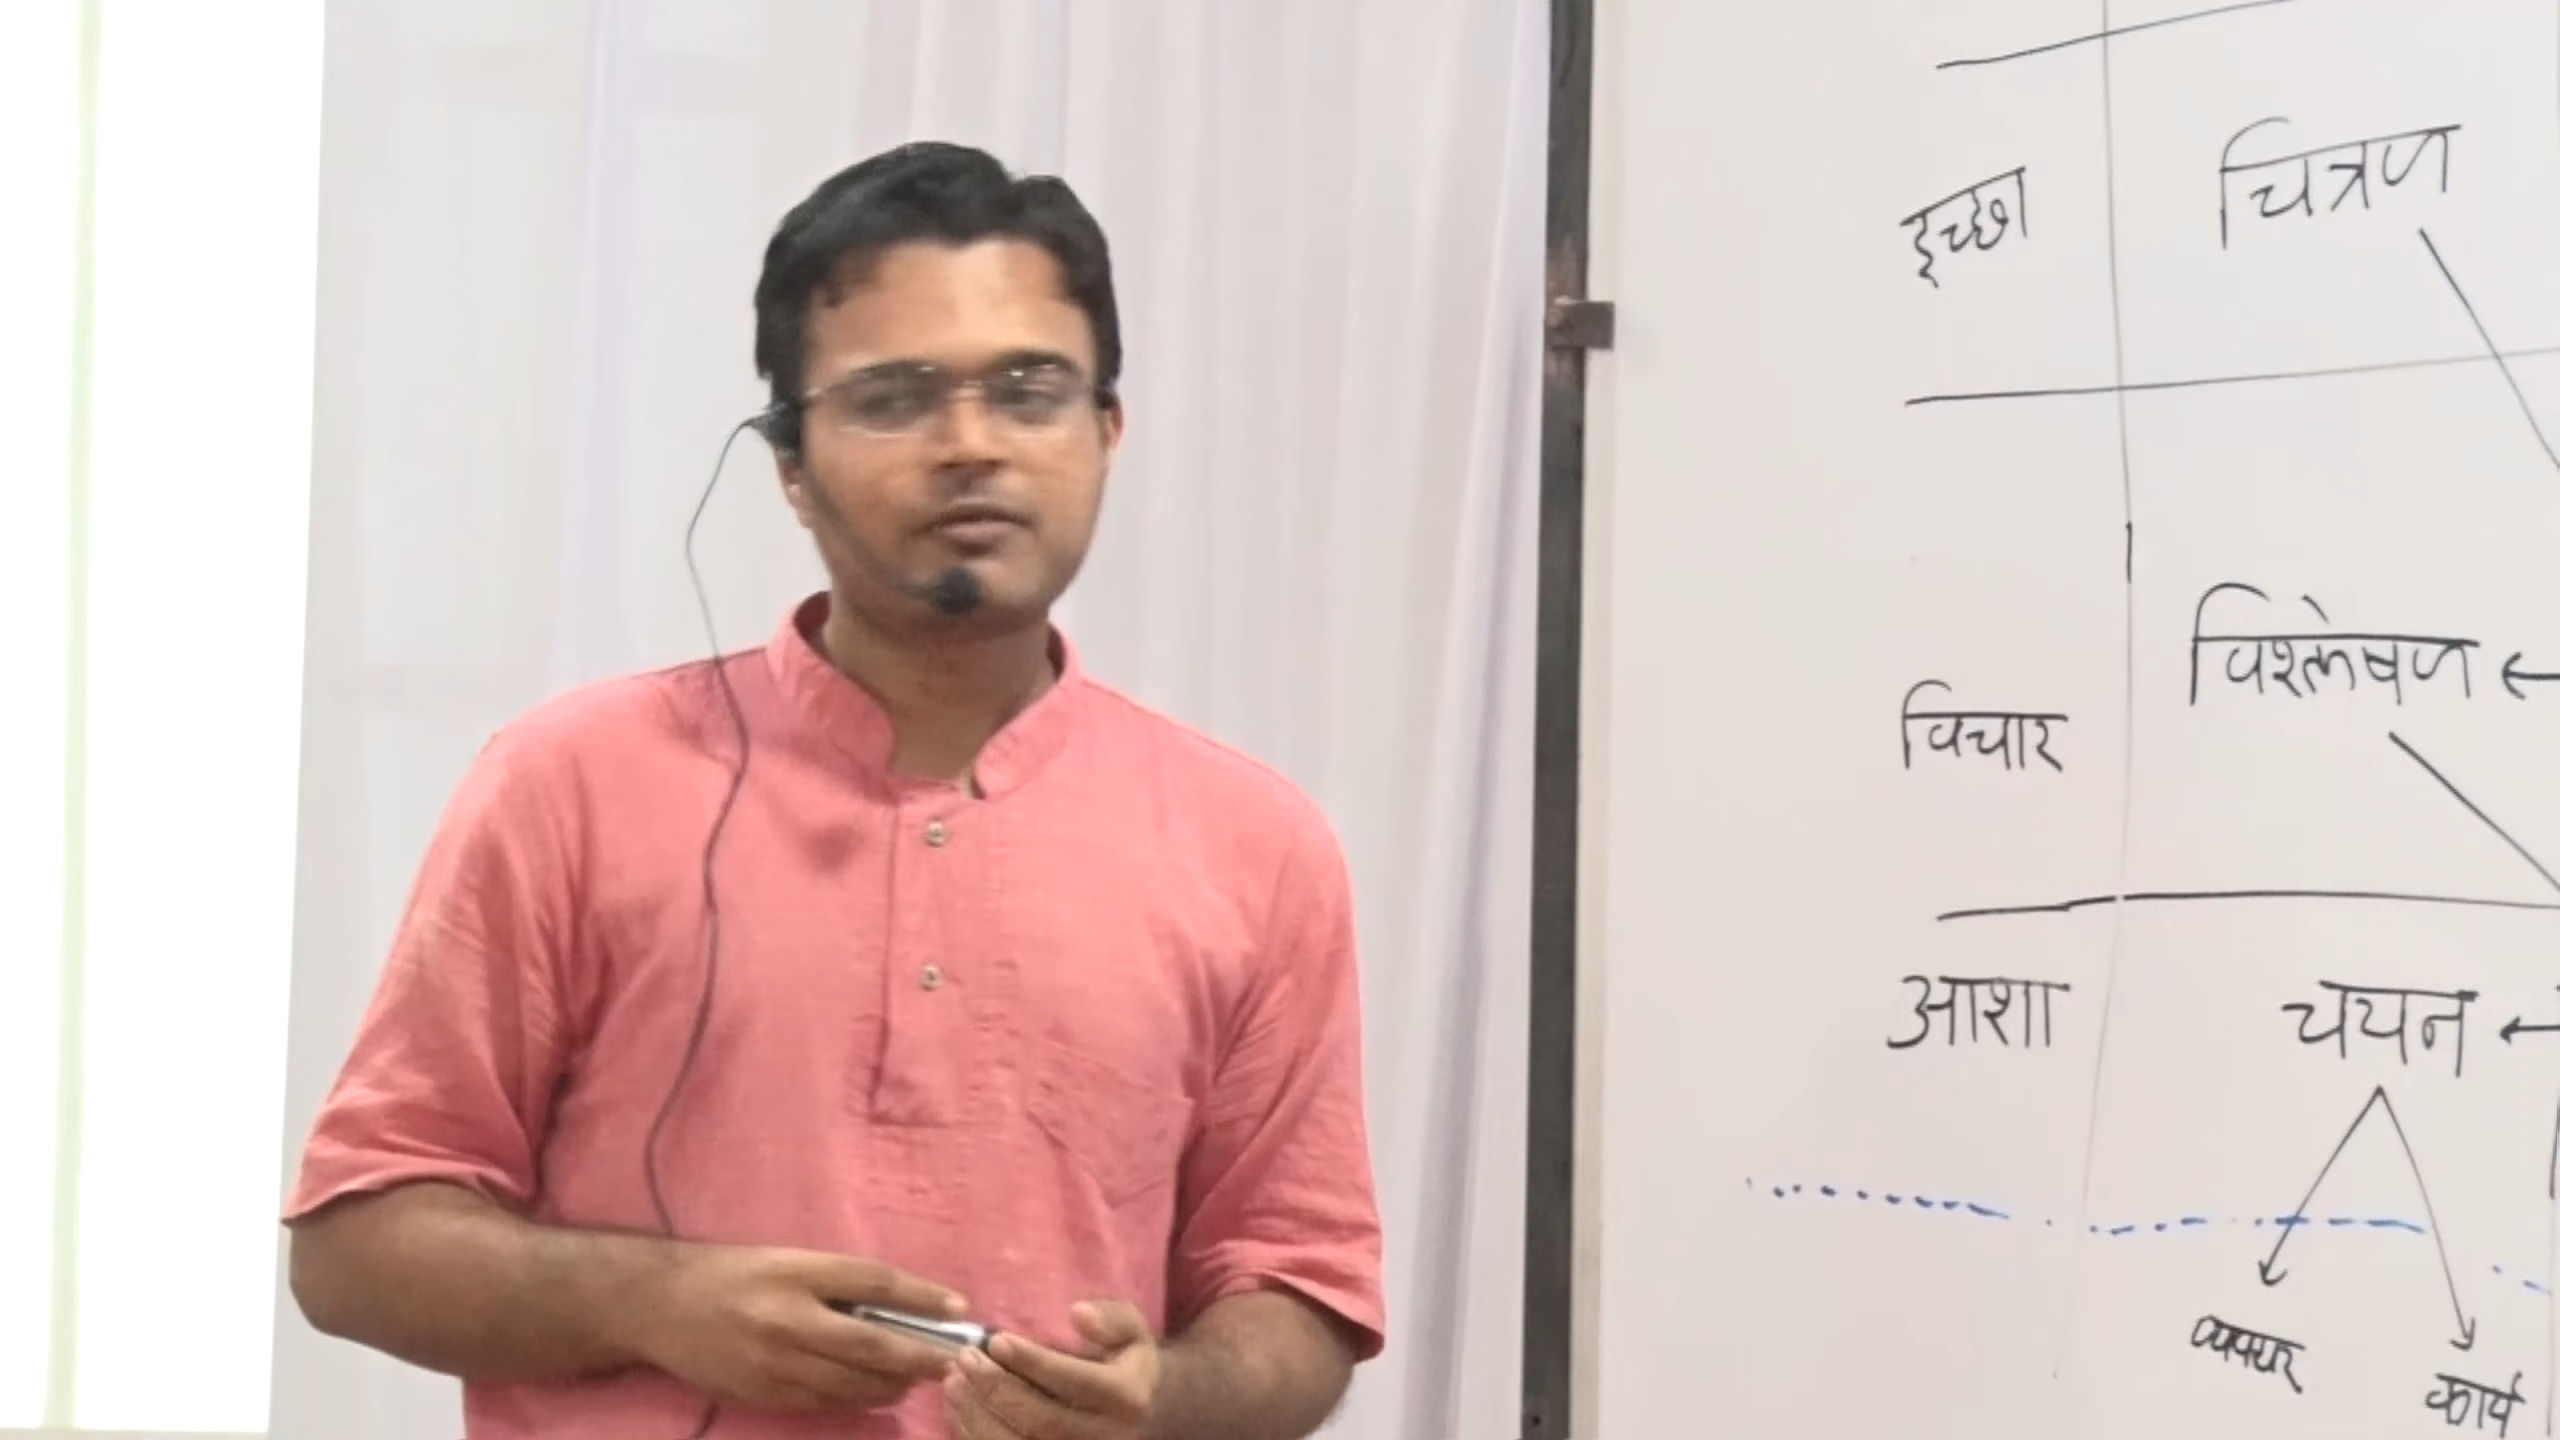 इच्छा चित्रण
विचार विश्लेषण ←
आशा चयन ←
व्यवहार
कार्य